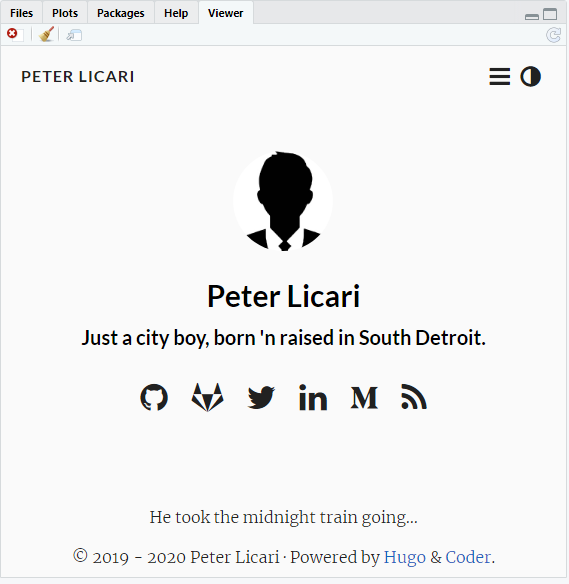 Files Plots Packages Help Viewer
PETER LICARI
Peter Licari
Just a city boy, born 'n raised in South Detroit.
He took the midnight train going...
© 2019 - 2020 Peter Licari · Powered by Hugo & Coder.